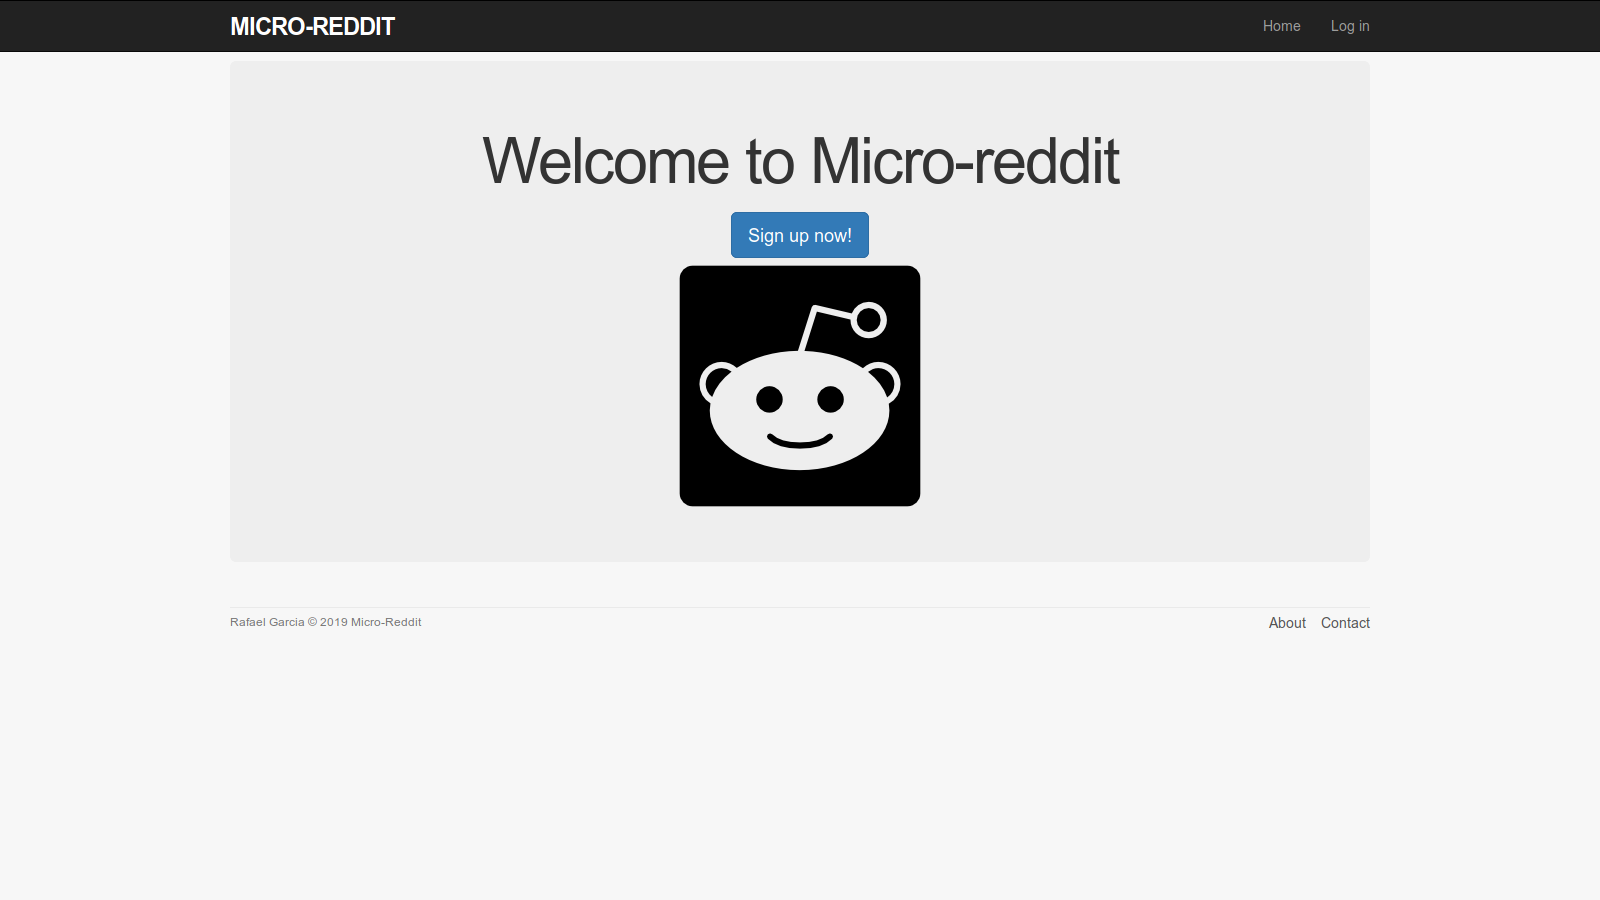 MICRO-REDDIT
Home Log in
Welcome to Micro-reddit
Sign up now!
Rafael Garcia © 2019 Micro-Reddit
About Contact